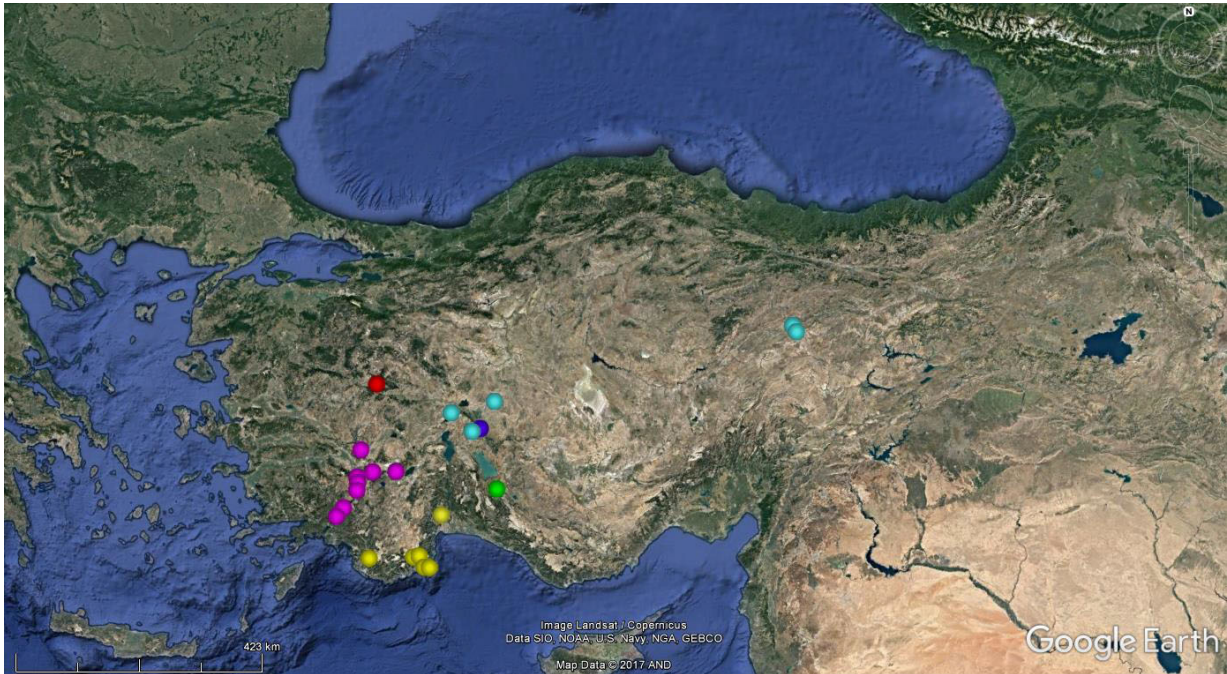 N
Image Landsat / Copernicus
Data SIO, NOAA, U.S. Navy, NGA, GEBCO
423 km
Google Earth
Map Data © 2017 AND